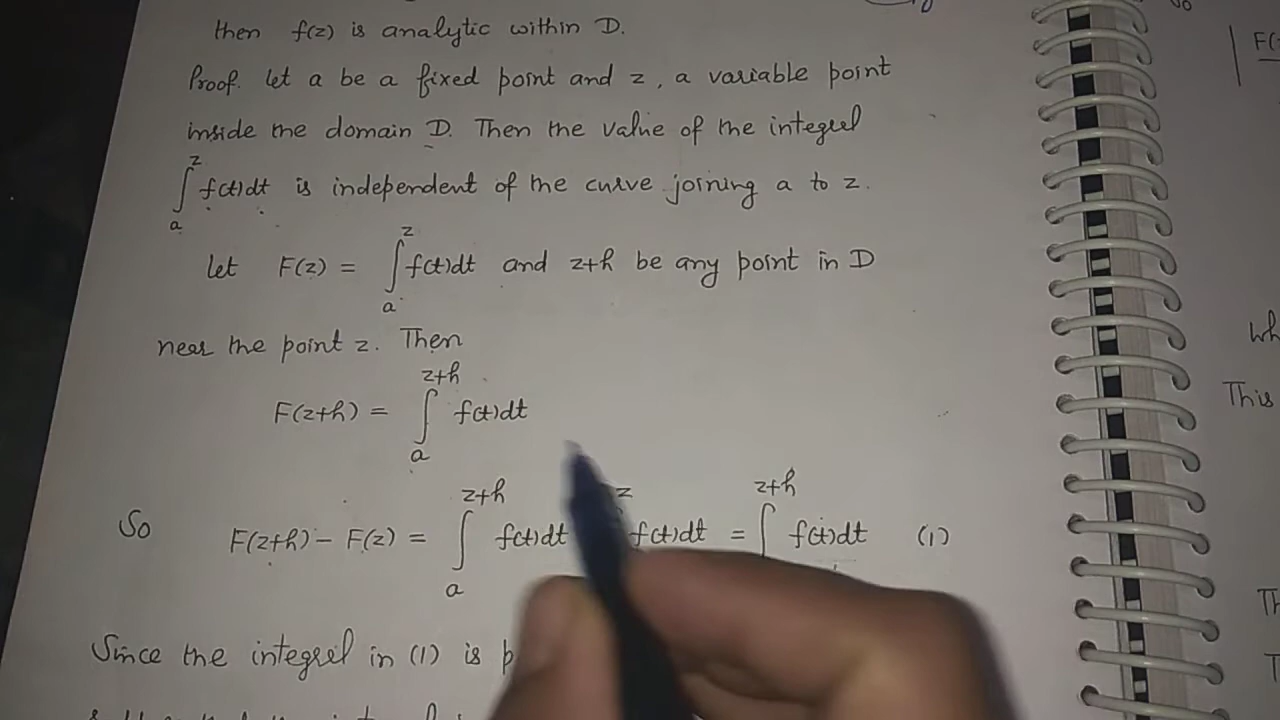 then f(z) is analytic within D.
Proof. let a be a fixed point and z, a variable point
inside the domain D. Then the value of the integral
∫_a^z f(t)dt is independent of the curve joining a to z.
let F(z) = ∫_a^z f(t)dt and z+h be any point in D
near the point z. Then
F(z+h) = ∫_a^{z+h} f(t)dt
So F(z+h) - F(z) = ∫_a^{z+h} f(t)dt z f(t)dt = ∫^{z+h} f(t)dt (1)
Since the integral in (1) is
F(
Wh
This
Th
T